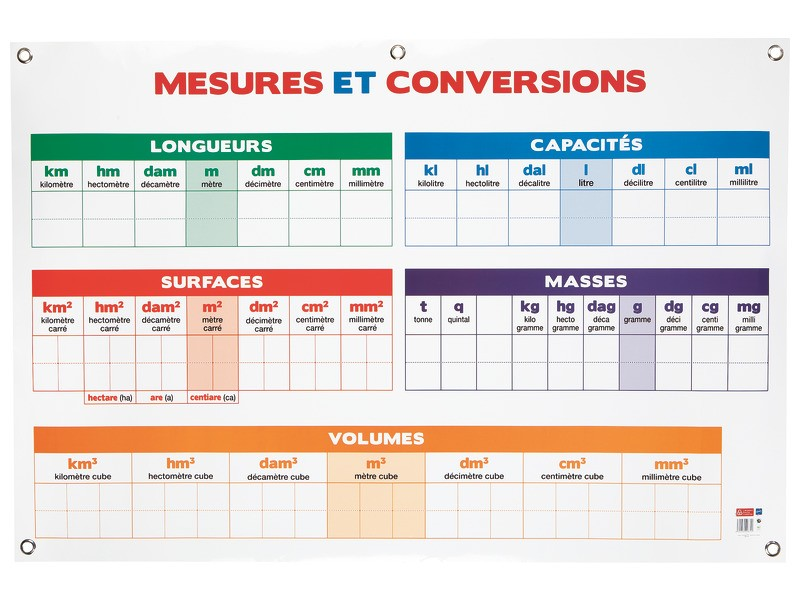 MESURES ET CONVERSIONS
LONGUEURS
km hm dam m dm cm mm
kilomètre hectomètre décamètre mètre décimètre centimètre millimètre
CAPACITÉS
kl hl dal l dl cl ml
kilolitre hectolitre décalitre litre décilitre centilitre millilitre
SURFACES
km² hm² dam² m² dm² cm² mm²
kilomètre hectomètre décamètre mètre décimètre centimètre millimètre
carré carré carré carré carré carré carré
hectare (ha) are (a) centiare (ca)
MASSES
t q kg hg dag g dg cg mg
tonne quintal kilo hecto déca gramme déci centi milli
gramme gramme gramme gramme gramme gramme
VOLUMES
km³ hm³ dam³ m³ dm³ cm³ mm³
kilomètre cube hectomètre cube décamètre cube mètre cube décimètre cube centimètre cube millimètre cube